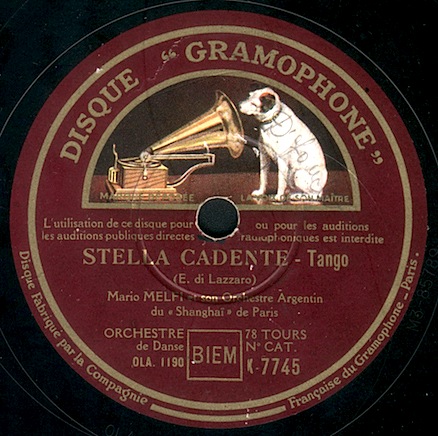 DISQUE "GRAMOPHONE"
L'utilisation de ce disque pour ou pour les auditions
les auditions publiques directes radiophoniques est interdite
STELLA CADENTE - Tango
(E. di Lazzaro)
Mario MELFI son Orchestre Argentin
du « Shanghaï » de Paris
ORCHESTRE
de Danse
OLA. 1190
BIEM
78 TOURS
N° CAT.
K-7745
Disque Fabriqué par la Compagnie Française du Gramophone - Paris.